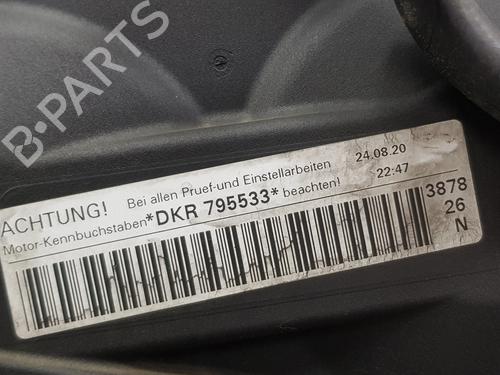 B-PARTS
ACHTUNG! Bei allen Pruef-und Einstellarbeiten 24.08.20
Motor-Kennbuchstaben *DKR 795533* beachten! 22:47
3878
26
N